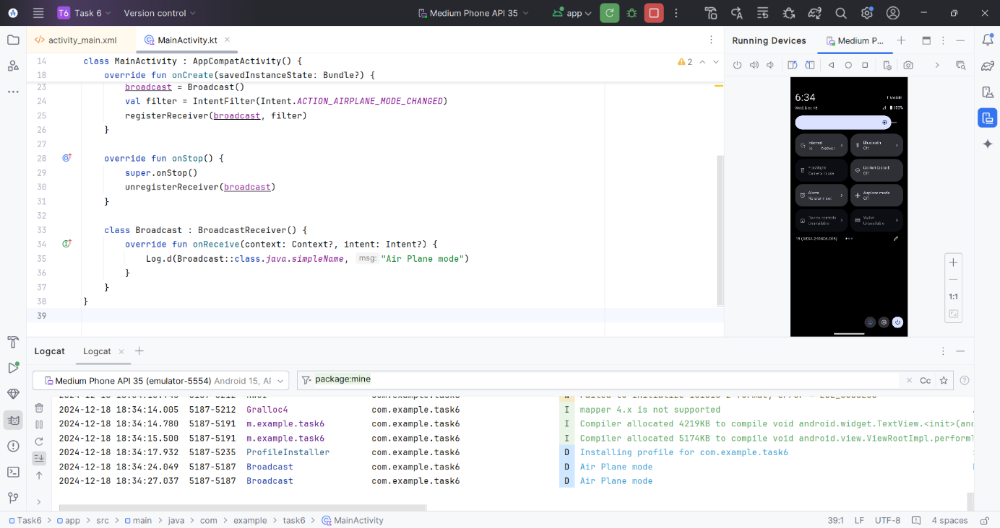 T6 Task 6 Version control Medium Phone API 35 app
activity_main.xml MainActivity.kt Running Devices Medium P...
14 class MainActivity : AppCompatActivity() { 2
18 override fun onCreate(savedInstanceState: Bundle?) {
23 broadcast = Broadcast()
24 val filter = IntentFilter(Intent.ACTION_AIRPLANE_MODE_CHANGED)
25 registerReceiver(broadcast, filter)
26 }
27
28 override fun onStop() {
29 super.onStop()
30 unregisterReceiver(broadcast)
31 }
32
33 class Broadcast : BroadcastReceiver() {
34 override fun onReceive(context: Context?, intent: Intent?) {
35 Log.d(Broadcast::class.java.simpleName, msg: "Air Plane mode")
36 }
37 }
38 }
39
6:34 T-Mobile
Wed, Dec 18 100%
Internet Bluetooth
Networ Off
Flashlight Do Not Disturb
Camera in use Off
Alarm Airplane mode
No alarm set Off
Device controls Wallet
Unavailable Unavailable
1:1
Logcat Logcat
Medium Phone API 35 (emulator-5554) Android 15, AF package:mine Cc
2024-12-18 18:34:14.005 5187-5212 Gralloc4 com.example.task6 I mapper 4.x is not supported
2024-12-18 18:34:14.780 5187-5191 m.example.task6 com.example.task6 I Compiler allocated 4219KB to compile void android.widget.TextView.<init>(and
2024-12-18 18:34:15.500 5187-5191 m.example.task6 com.example.task6 I Compiler allocated 5174KB to compile void android.view.ViewRootImpl.performT
2024-12-18 18:34:17.932 5187-5235 ProfileInstaller com.example.task6 D Installing profile for com.example.task6
2024-12-18 18:34:24.049 5187-5187 Broadcast com.example.task6 D Air Plane mode
2024-12-18 18:34:27.037 5187-5187 Broadcast com.example.task6 D Air Plane mode
Task6 > app > src > main > java > com > example > task6 > MainActivity 39:1 LF UTF-8 4 spaces